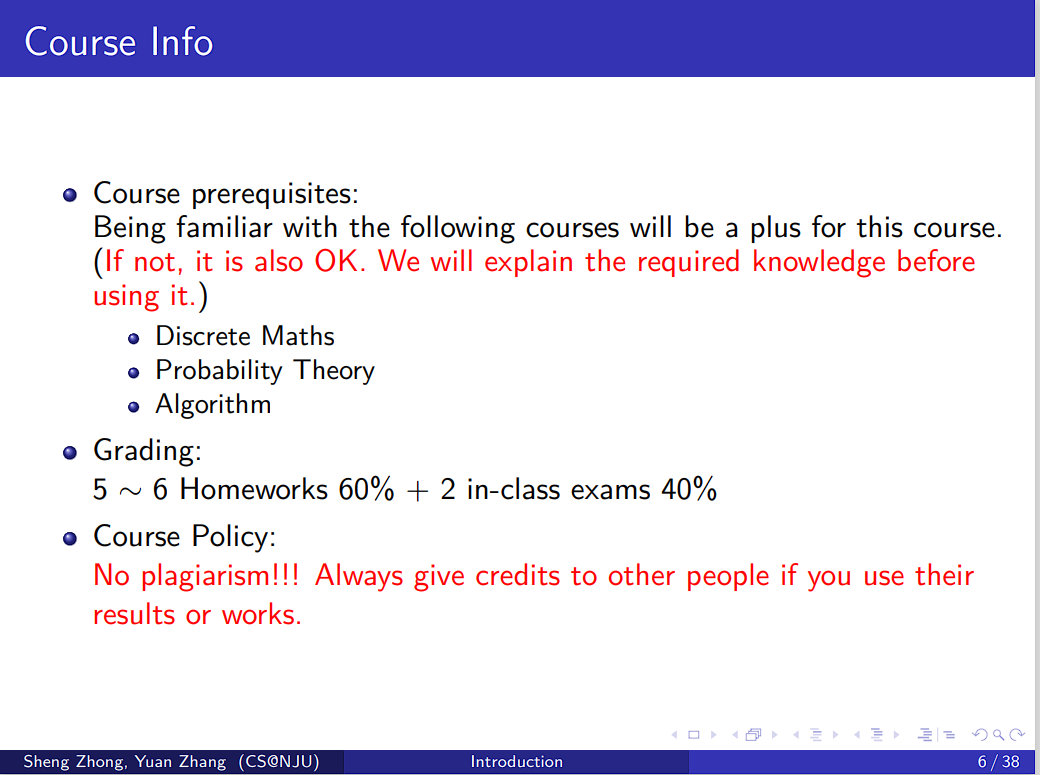 Course Info
Course prerequisites:
Being familiar with the following courses will be a plus for this course.
(If not, it is also OK. We will explain the required knowledge before
using it.)
Discrete Maths
Probability Theory
Algorithm
Grading:
5 ∼ 6 Homeworks 60% + 2 in-class exams 40%
Course Policy:
No plagiarism!!! Always give credits to other people if you use their
results or works.
Sheng Zhong, Yuan Zhang (CS@NJU)
Introduction
6 / 38